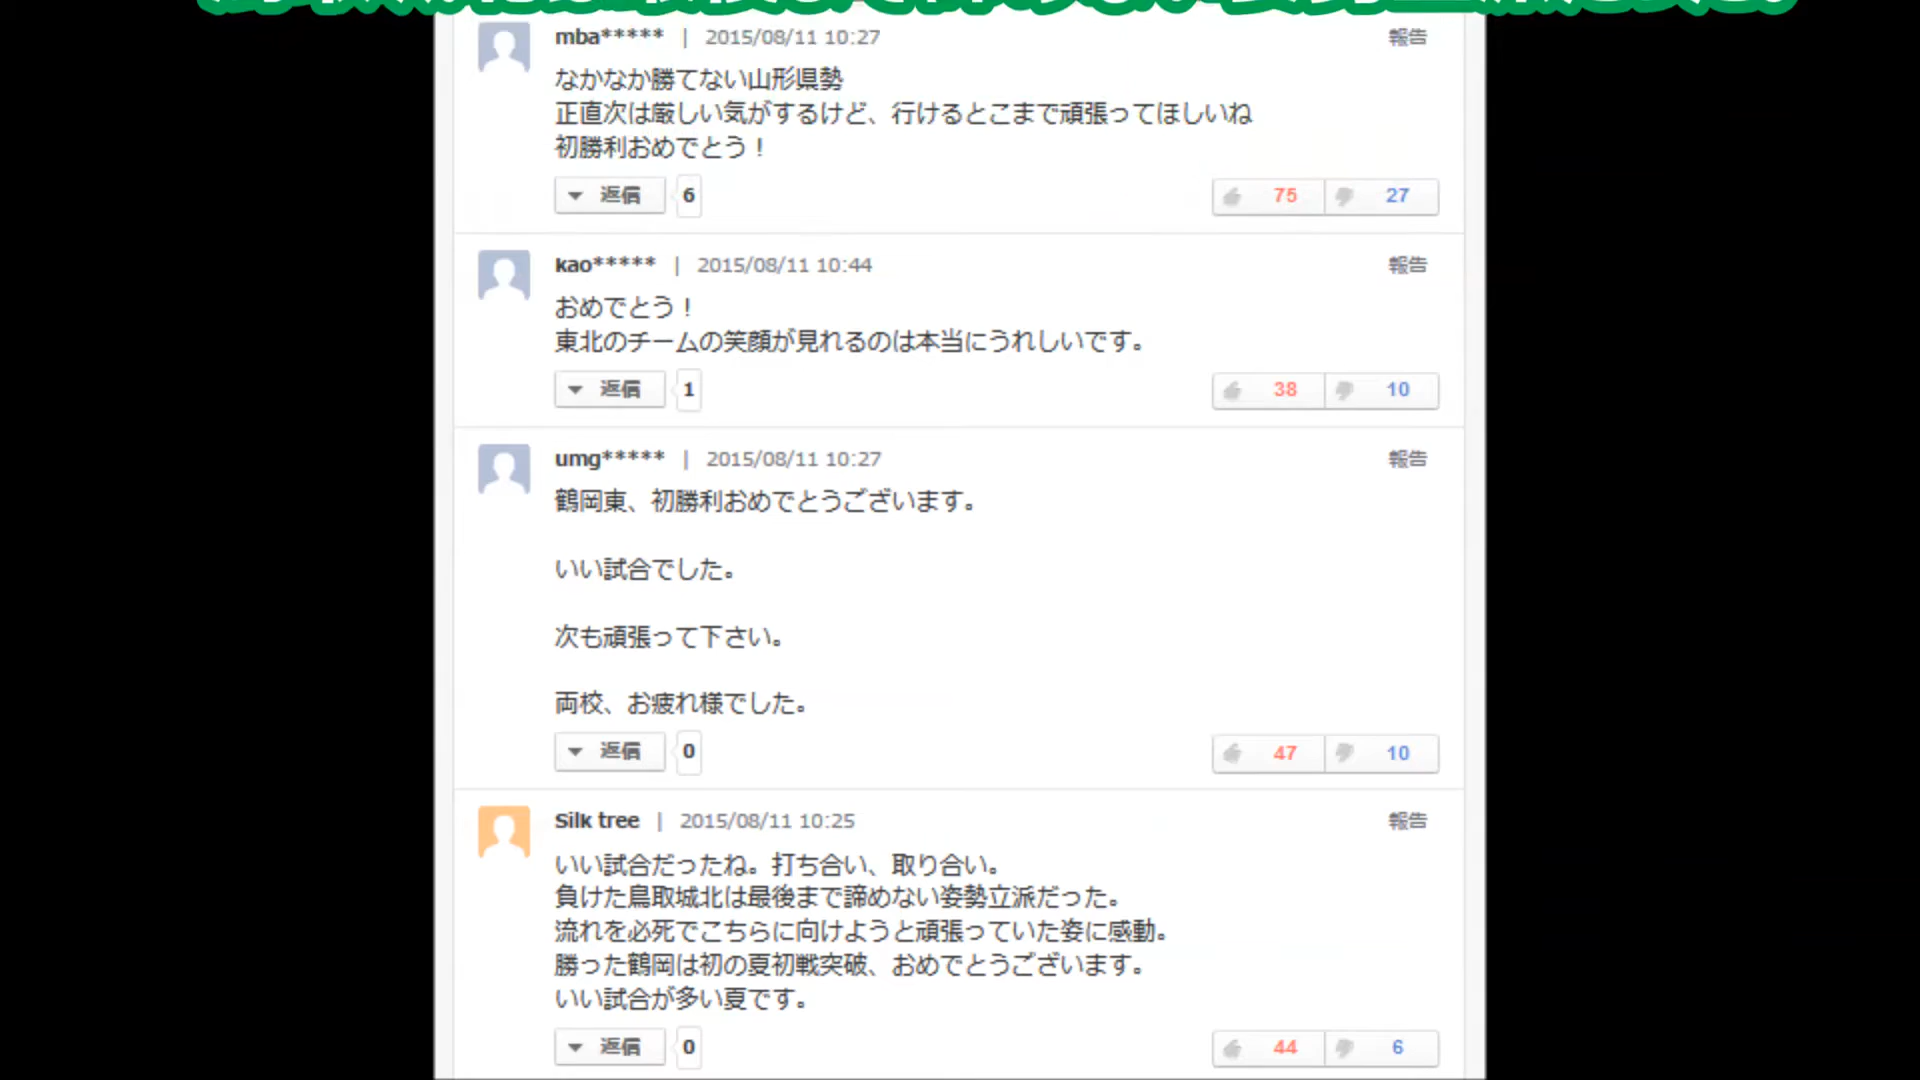 mba***** | 2015/08/11 10:27 報告
なかなか勝てない山形県勢
正直次は厳しい気がするけど、行けるとこまで頑張ってほしいね
初勝利おめでとう！
返信 6 75 27
kao***** | 2015/08/11 10:44 報告
おめでとう！
東北のチームの笑顔が見れるのは本当にうれしいです。
返信 1 38 10
umg***** | 2015/08/11 10:27 報告
鶴岡東、初勝利おめでとうございます。
いい試合でした。
次も頑張って下さい。
両校、お疲れ様でした。
返信 0 47 10
Silk tree | 2015/08/11 10:25 報告
いい試合だったね。打ち合い、取り合い。
負けた鳥取城北は最後まで諦めない姿勢立派だった。
流れを必死でこちらに向けようと頑張っていた姿に感動。
勝った鶴岡は初の夏初戦突破、おめでとうございます。
いい試合が多い夏です。
返信 0 44 6